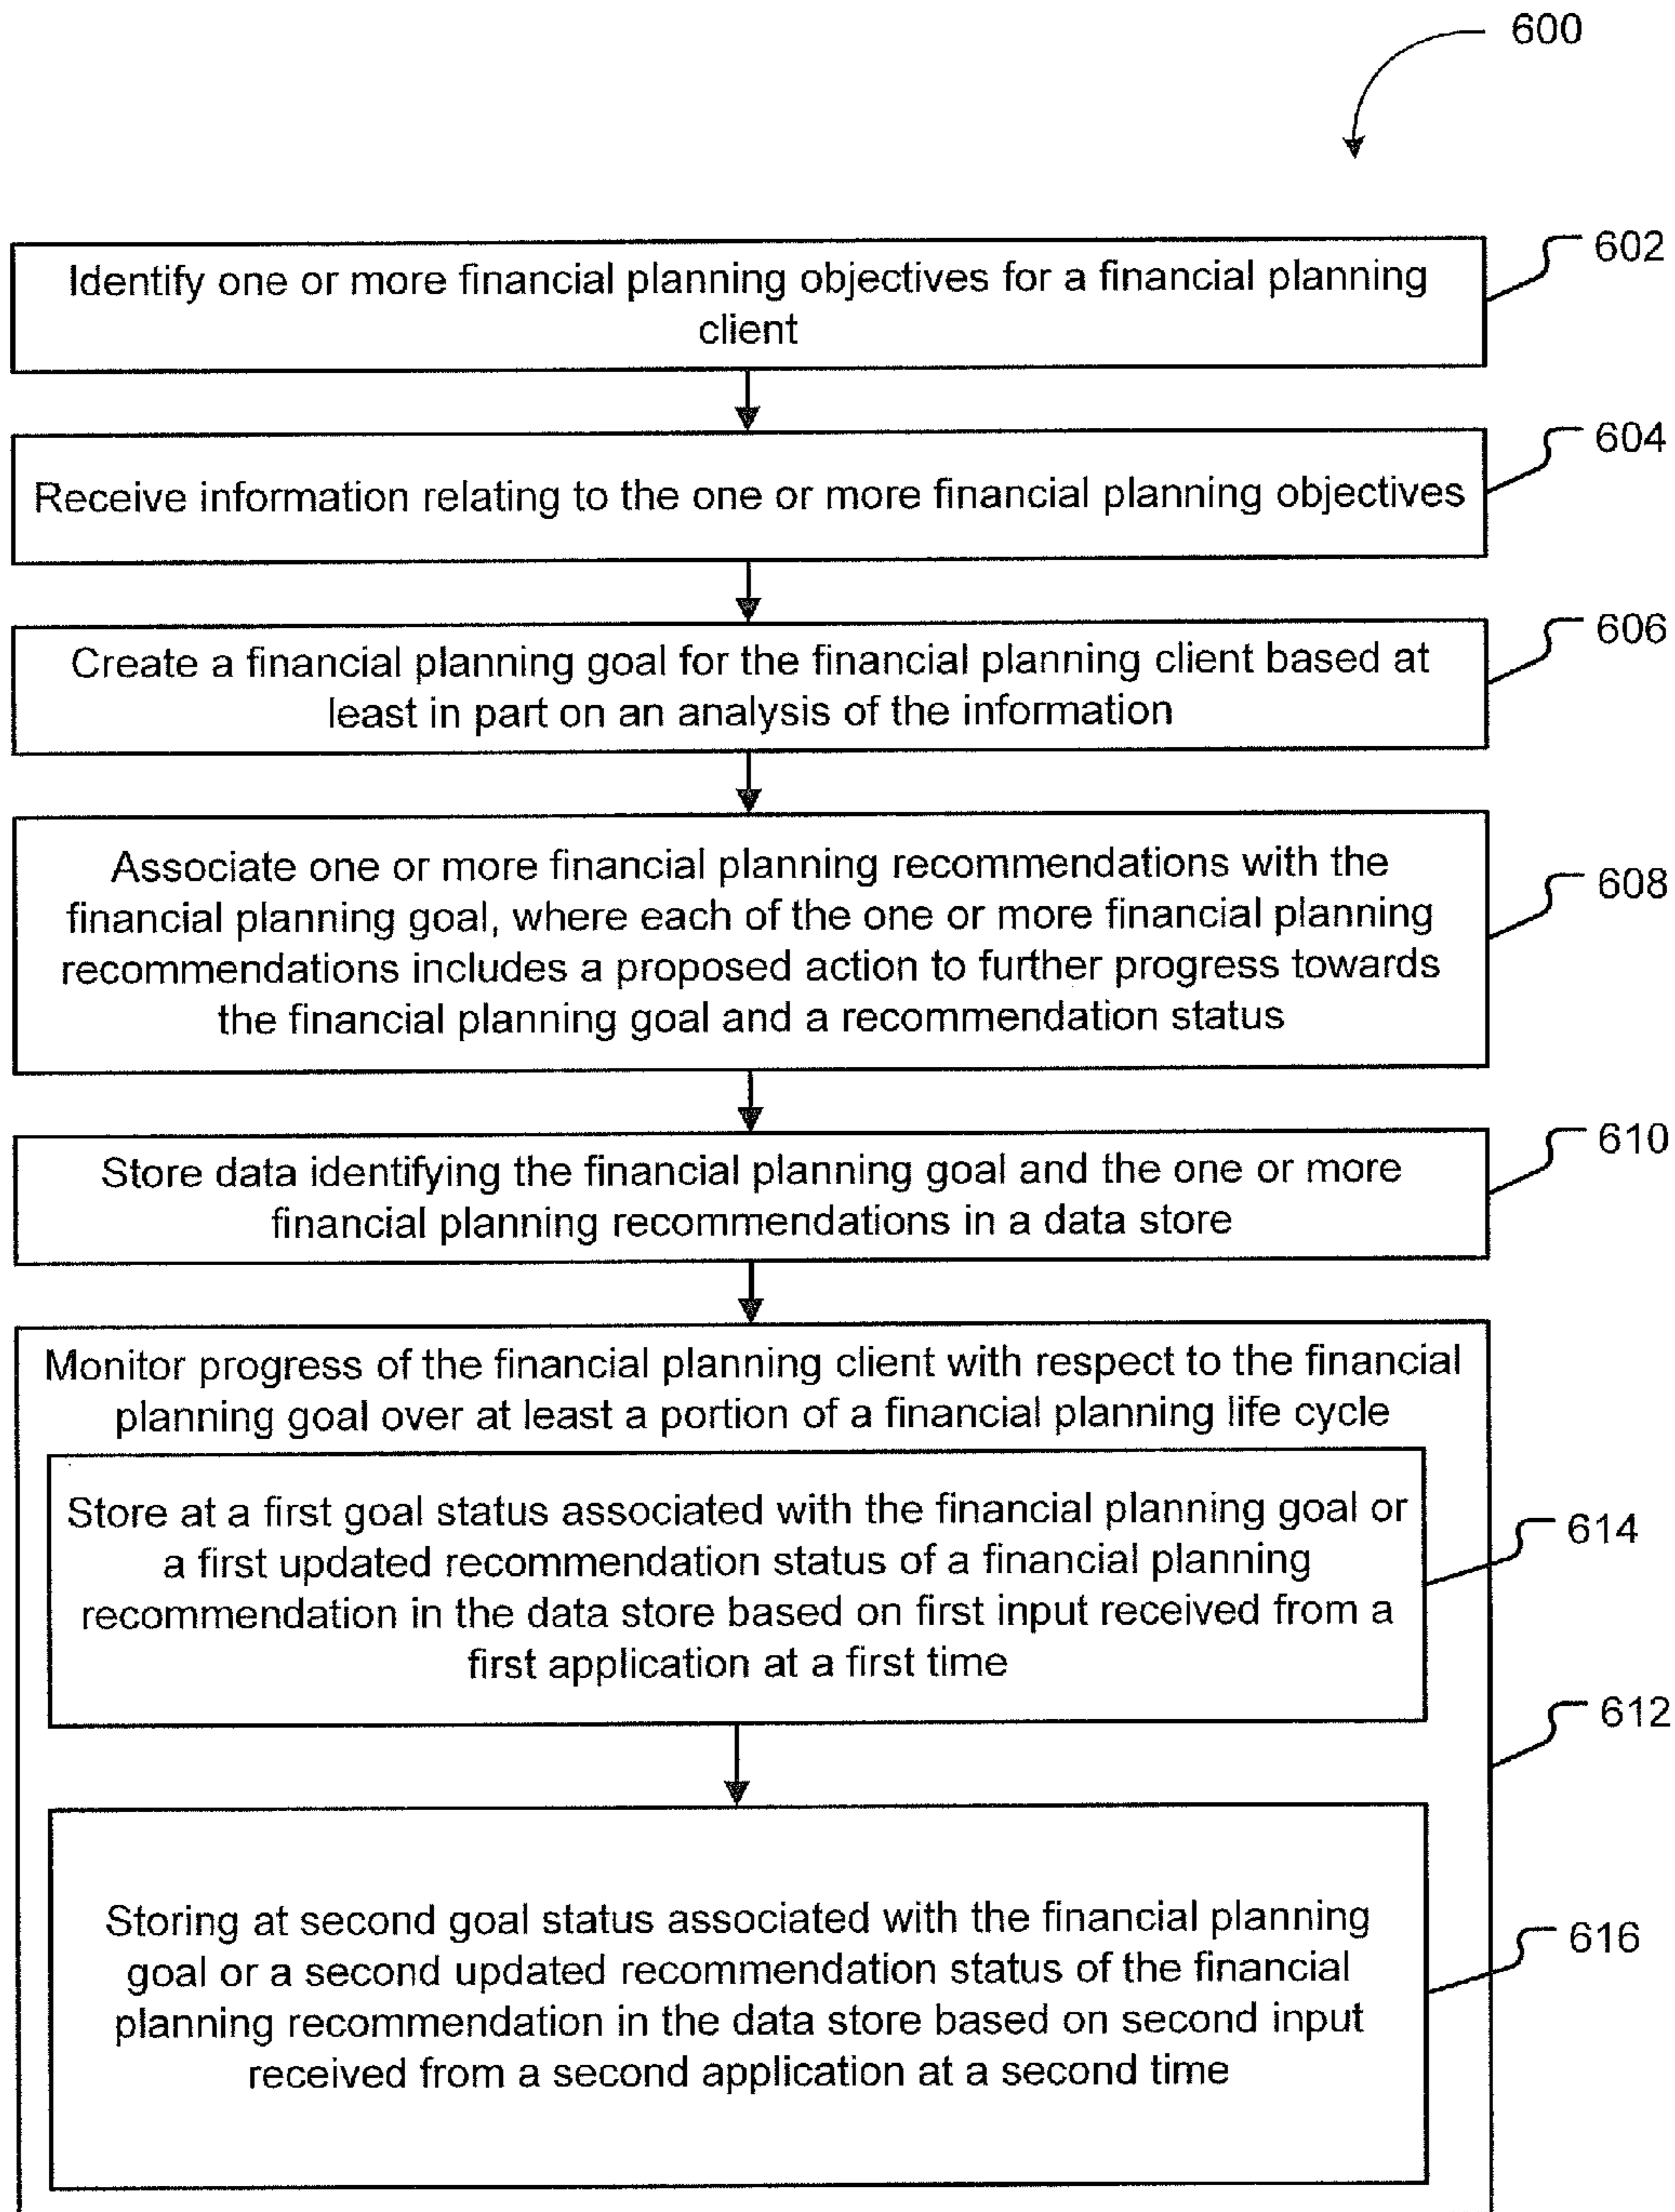 600
Identify one or more financial planning objectives for a financial planning
client
602
Receive information relating to the one or more financial planning objectives
604
Create a financial planning goal for the financial planning client based at
least in part on an analysis of the information
606
Associate one or more financial planning recommendations with the
financial planning goal, where each of the one or more financial planning
recommendations includes a proposed action to further progress towards
the financial planning goal and a recommendation status
608
Store data identifying the financial planning goal and the one or more
financial planning recommendations in a data store
610
Monitor progress of the financial planning client with respect to the financial
planning goal over at least a portion of a financial planning life cycle
Store at a first goal status associated with the financial planning goal or
a first updated recommendation status of a financial planning
recommendation in the data store based on first input received from a
first application at a first time
614
612
Storing at second goal status associated with the financial planning
goal or a second updated recommendation status of the financial
planning recommendation in the data store based on second input
received from a second application at a second time
616